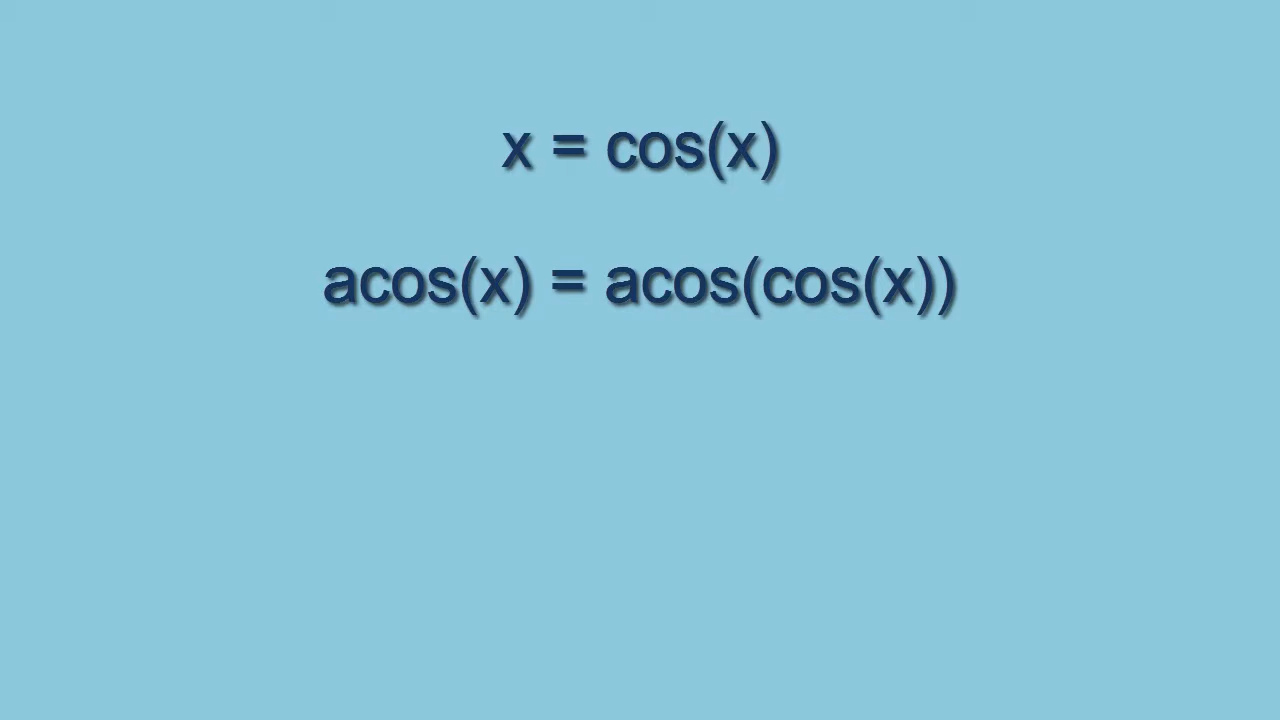 x = cos(x)
acos(x) = acos(cos(x))